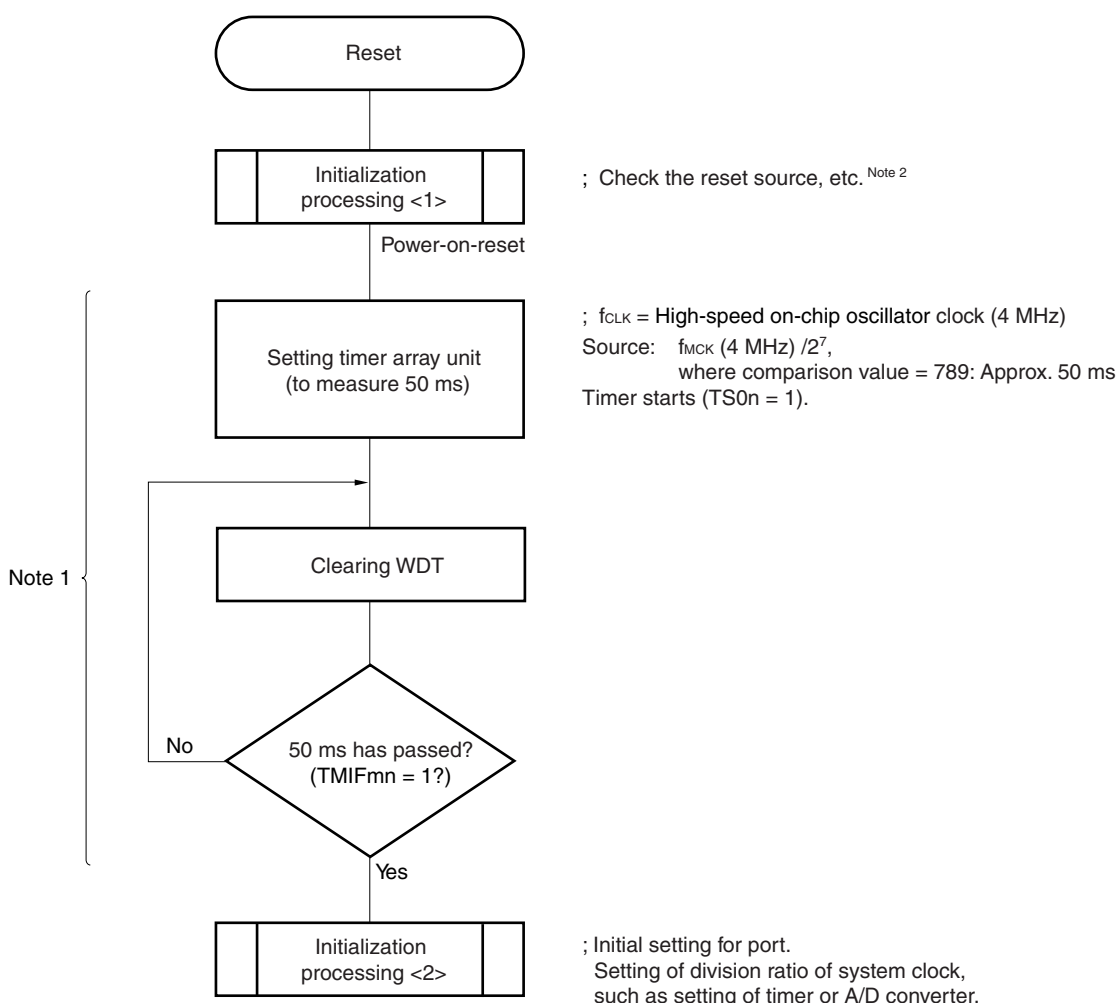 Reset
Initialization
processing <1>
; Check the reset source, etc. Note 2
Power-on-reset
Setting timer array unit
(to measure 50 ms)
; fCLK = High-speed on-chip oscillator clock (4 MHz)
Source: fMCK (4 MHz) /2⁷,
where comparison value = 789: Approx. 50 ms
Timer starts (TS0n = 1).
Note 1
Clearing WDT
No
50 ms has passed?
(TMIFmn = 1?)
Yes
Initialization
processing <2>
; Initial setting for port.
Setting of division ratio of system clock,
such as setting of timer or A/D converter.